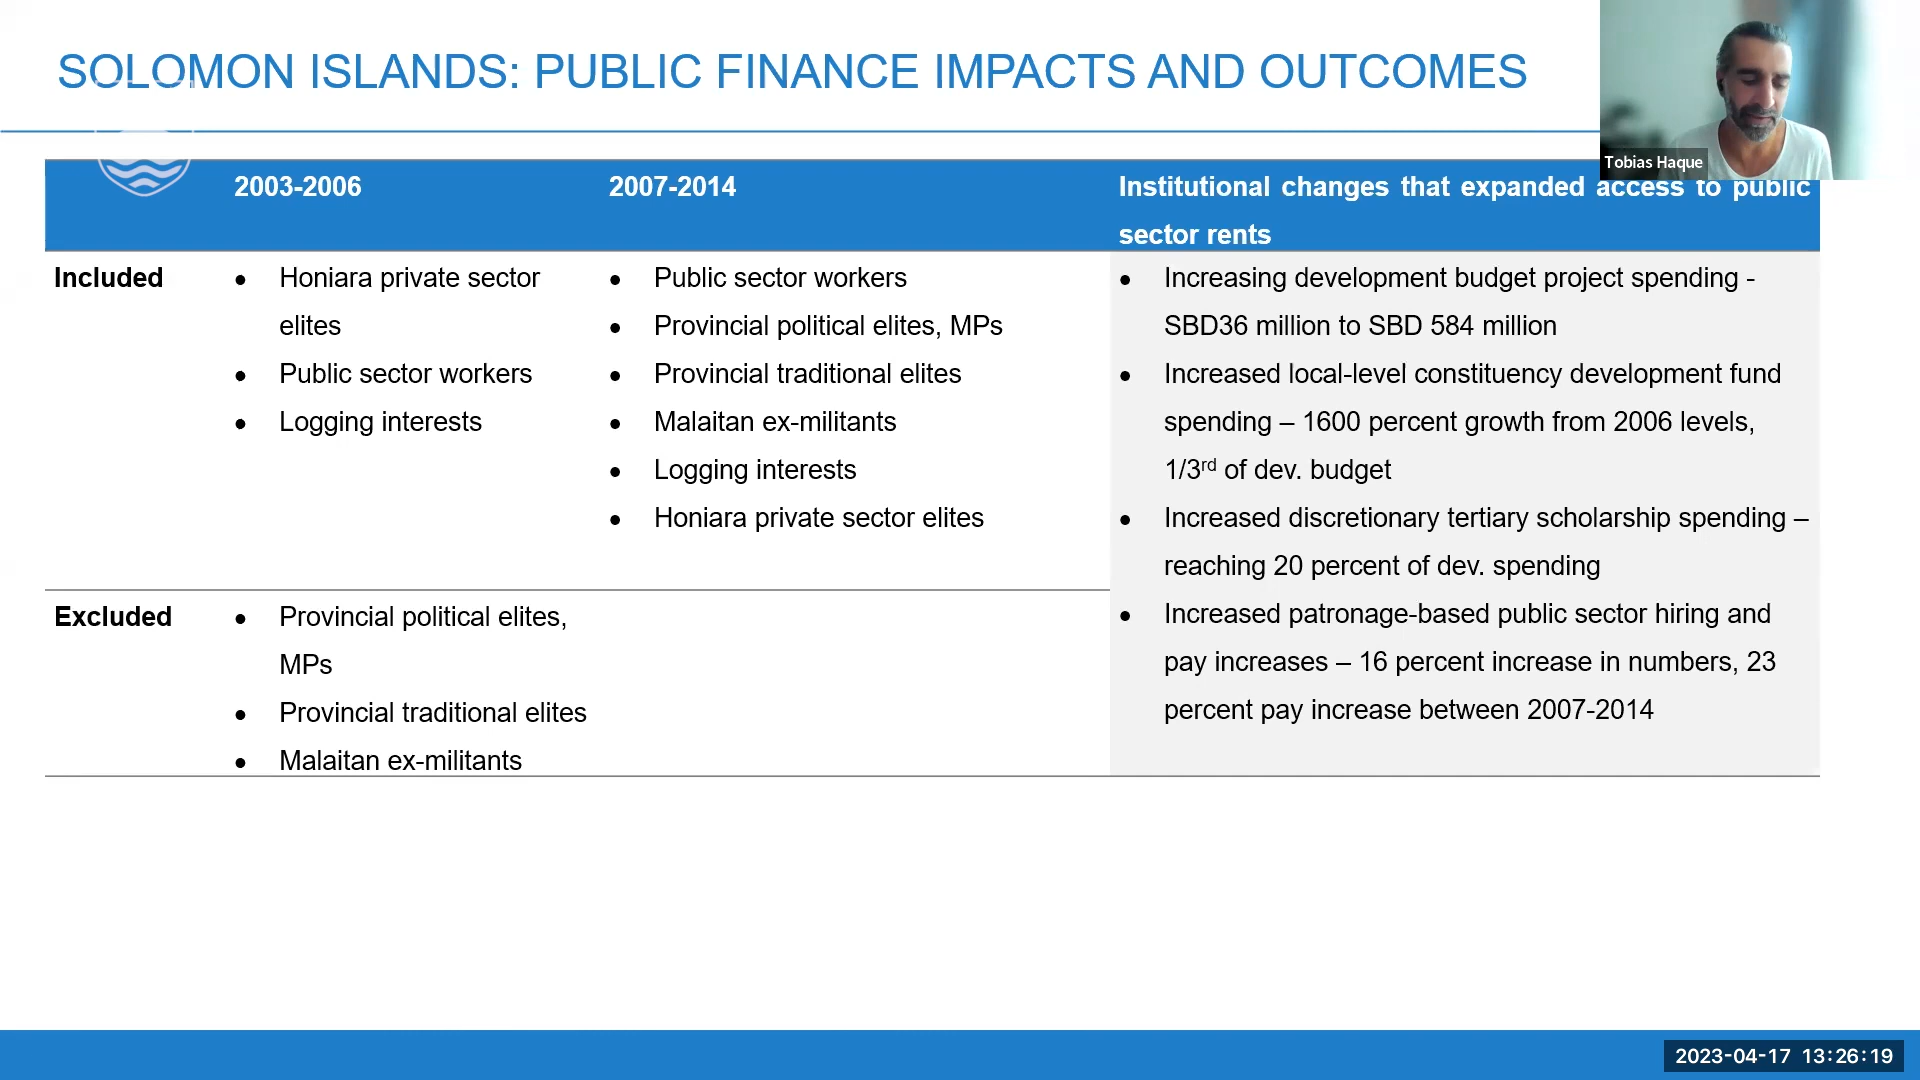 SOLOMON ISLANDS: PUBLIC FINANCE IMPACTS AND OUTCOMES
Tobias Haque
2003-2006
2007-2014
Institutional changes that expanded access to public
sector rents
Included
• Honiara private sector
elites
• Public sector workers
• Logging interests
• Public sector workers
• Provincial political elites, MPs
• Provincial traditional elites
• Malaitan ex-militants
• Logging interests
• Honiara private sector elites
• Increasing development budget project spending -
SBD36 million to SBD 584 million
• Increased local-level constituency development fund
spending – 1600 percent growth from 2006 levels,
1/3rd of dev. budget
• Increased discretionary tertiary scholarship spending –
reaching 20 percent of dev. spending
• Increased patronage-based public sector hiring and
pay increases – 16 percent increase in numbers, 23
percent pay increase between 2007-2014
Excluded
• Provincial political elites,
MPs
• Provincial traditional elites
• Malaitan ex-militants
2023-04-17 13:26:19